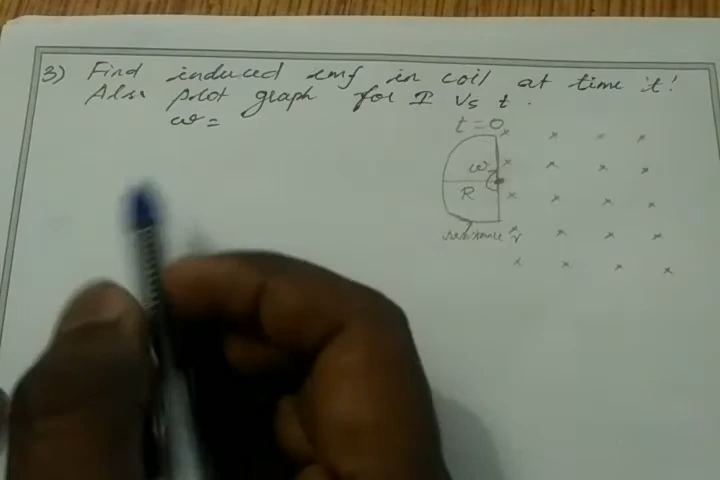 3) Find induced emf in coil at time 't'
Also plot graph for I Vs t.
ω =
t = 0
ω
R
resistance r